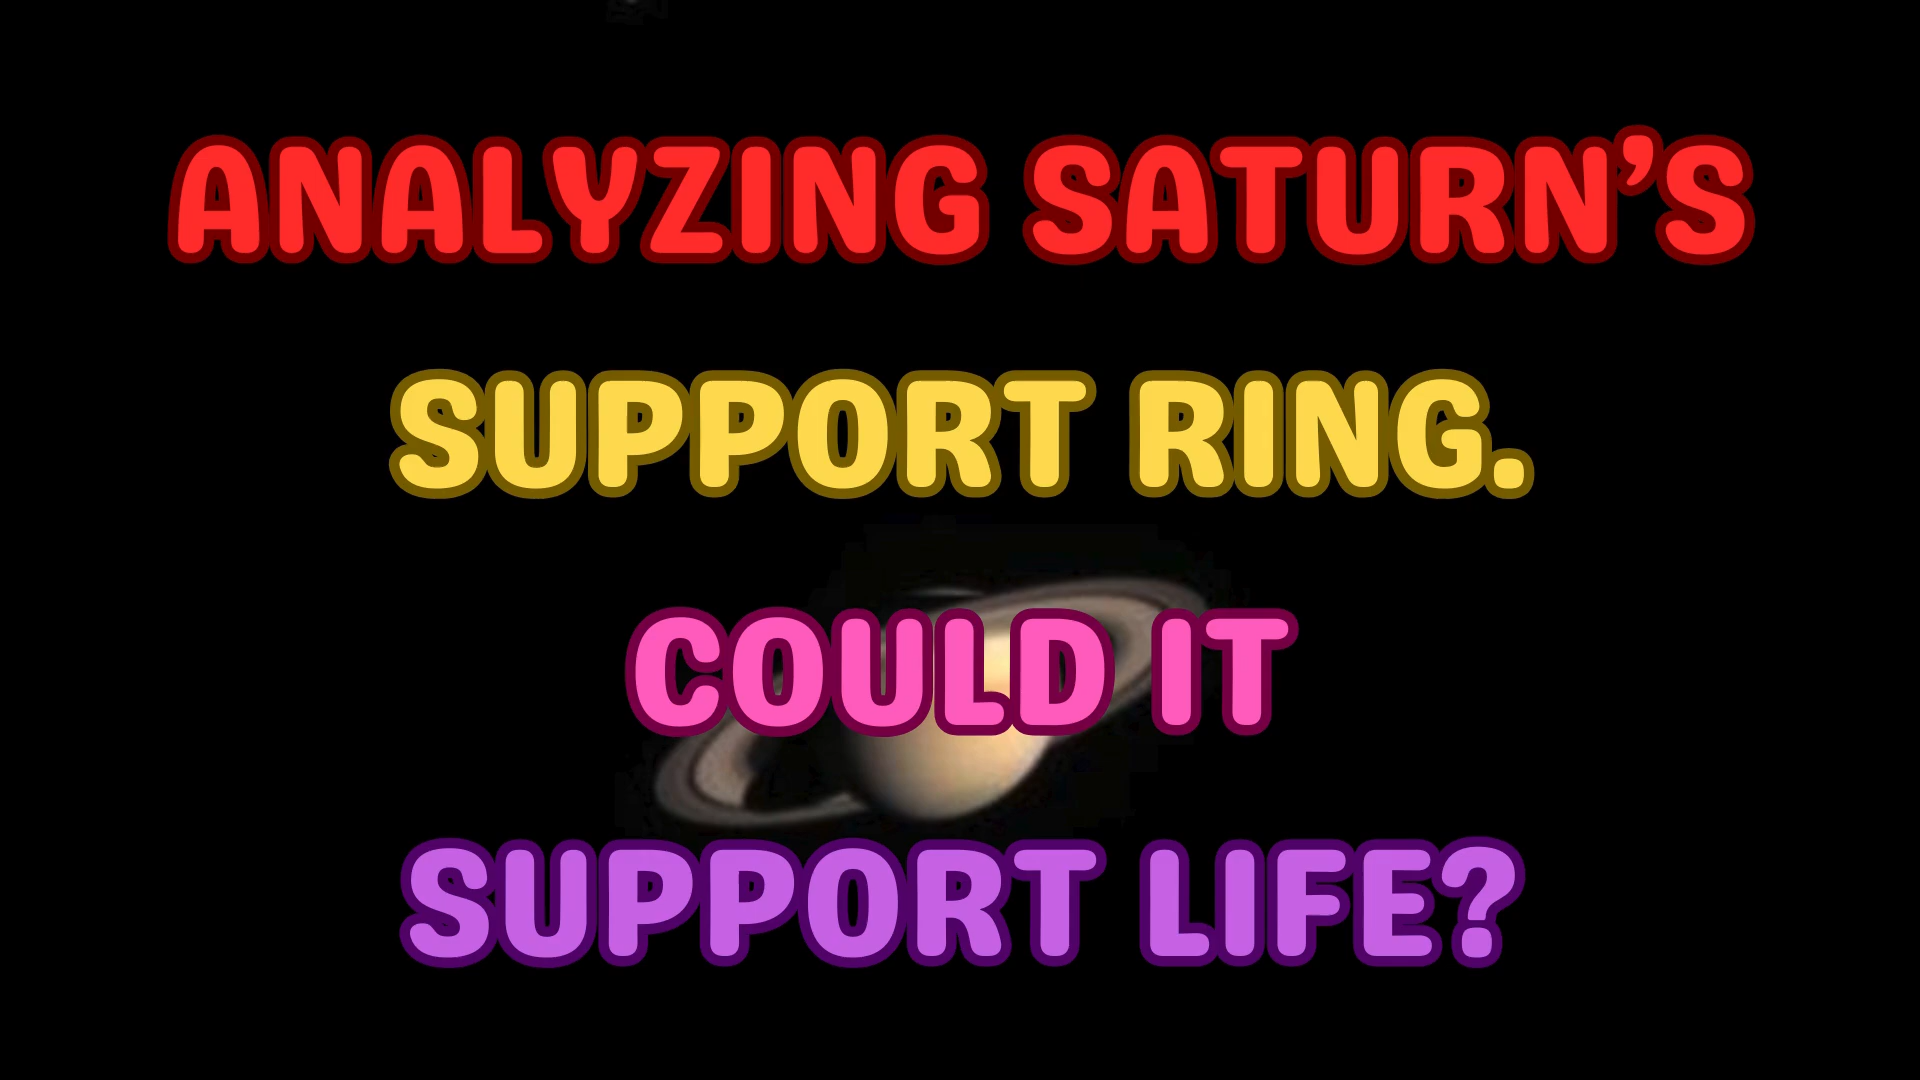 ANALYZING SATURN’S
SUPPORT RING.
COULD IT
SUPPORT LIFE?